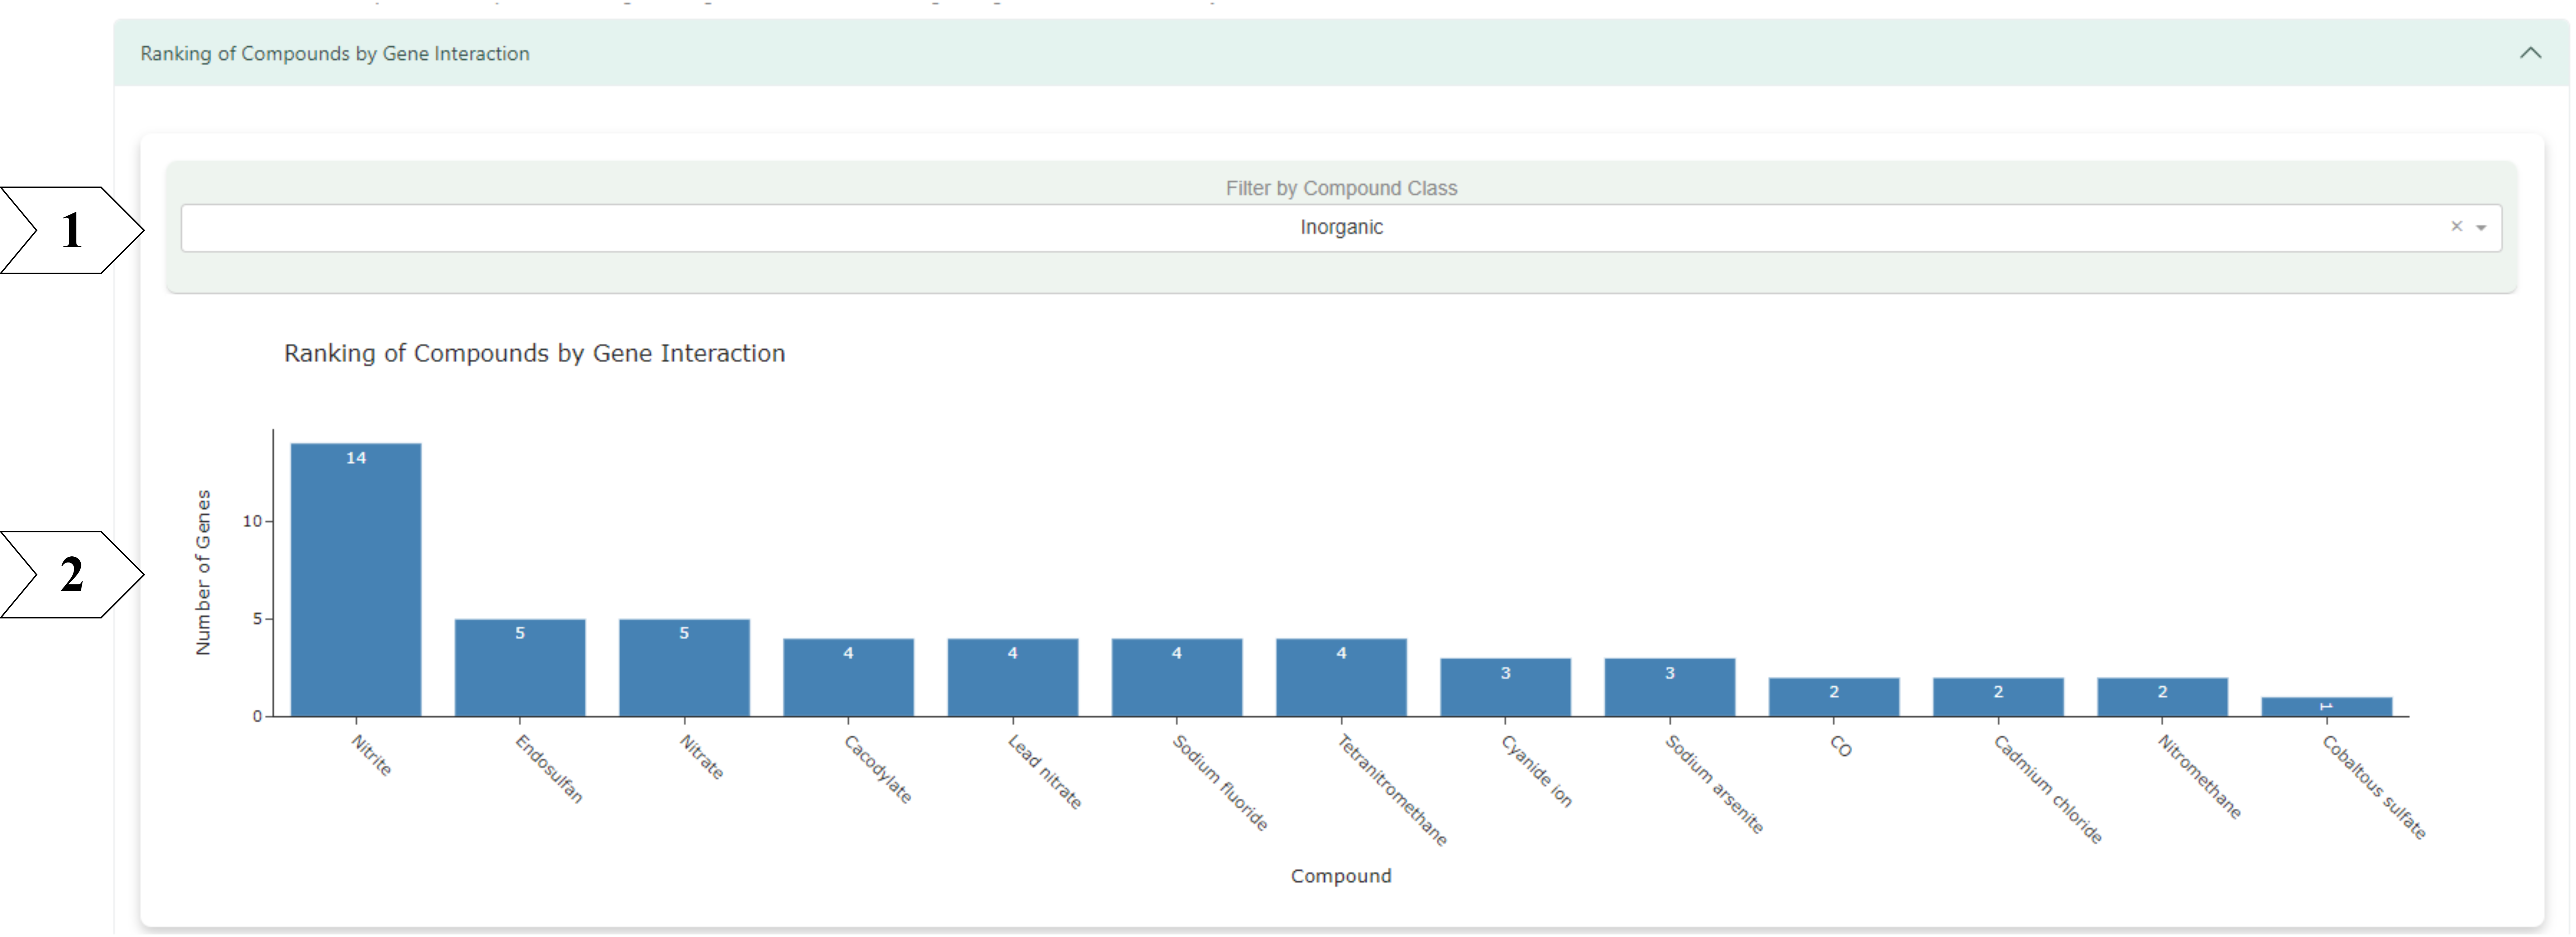 Ranking of Compounds by Gene Interaction
1
Filter by Compound Class
Inorganic
×
Ranking of Compounds by Gene Interaction
2
Number of Genes
10
5
0
14
5
5
4
4
4
4
3
3
2
2
2
1
Nitrite
Endosulfan
Nitrate
Cacodylate
Lead nitrate
Sodium fluoride
Tetranitromethane
Cyanide ion
Sodium arsenite
CO
Cadmium chloride
Nitromethane
Cobaltous sulfate
Compound